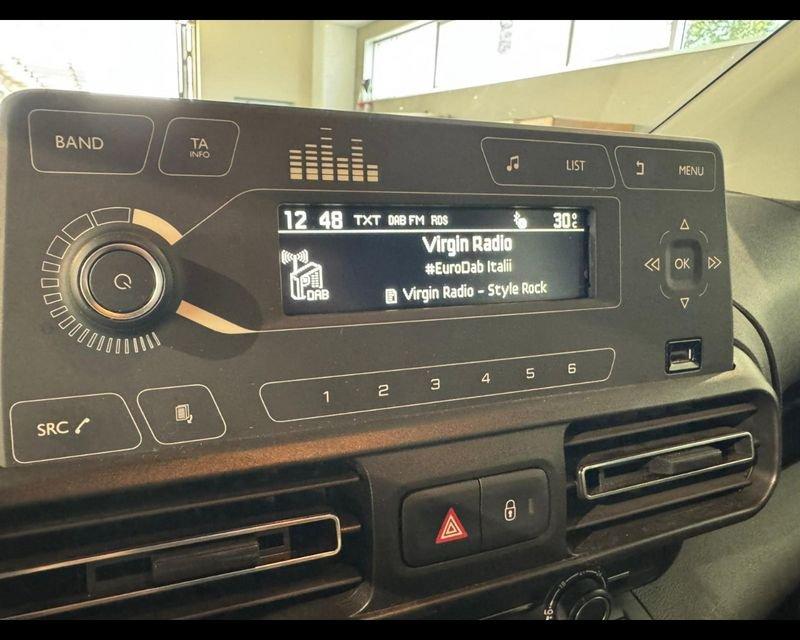 BAND
TA
INFO
LIST
MENU
12 48 TXT DAB FM RDS 30°C
Virgin Radio
#EuroDab Italii
DAB
Virgin Radio - Style Rock
OK
1 2 3 4 5 6
SRC